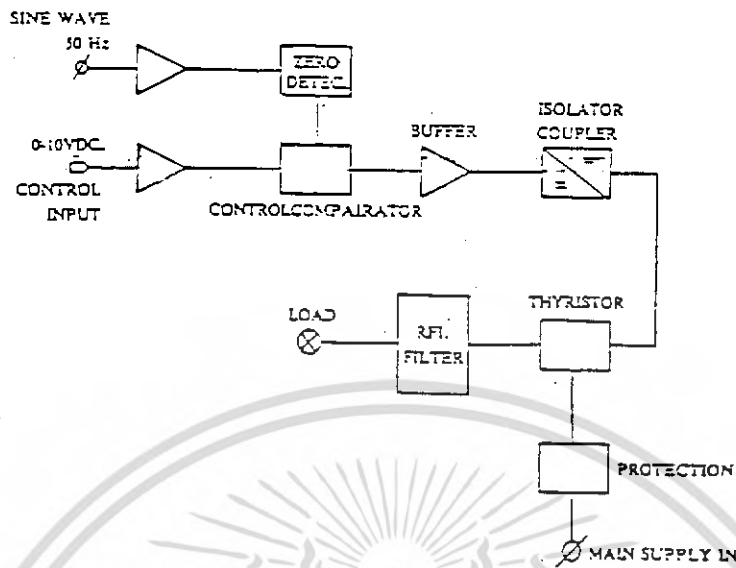 SINE WAVE
50 Hz
ZERO
DETEC.
0-10VDC
CONTROL
INPUT
CONTROLCOMPAIRATOR
BUFFER
ISOLATOR
COUPLER
LOAD
RFI.
FILTER
THYRISTOR
PROTECTION
MAIN SUPPLY IN